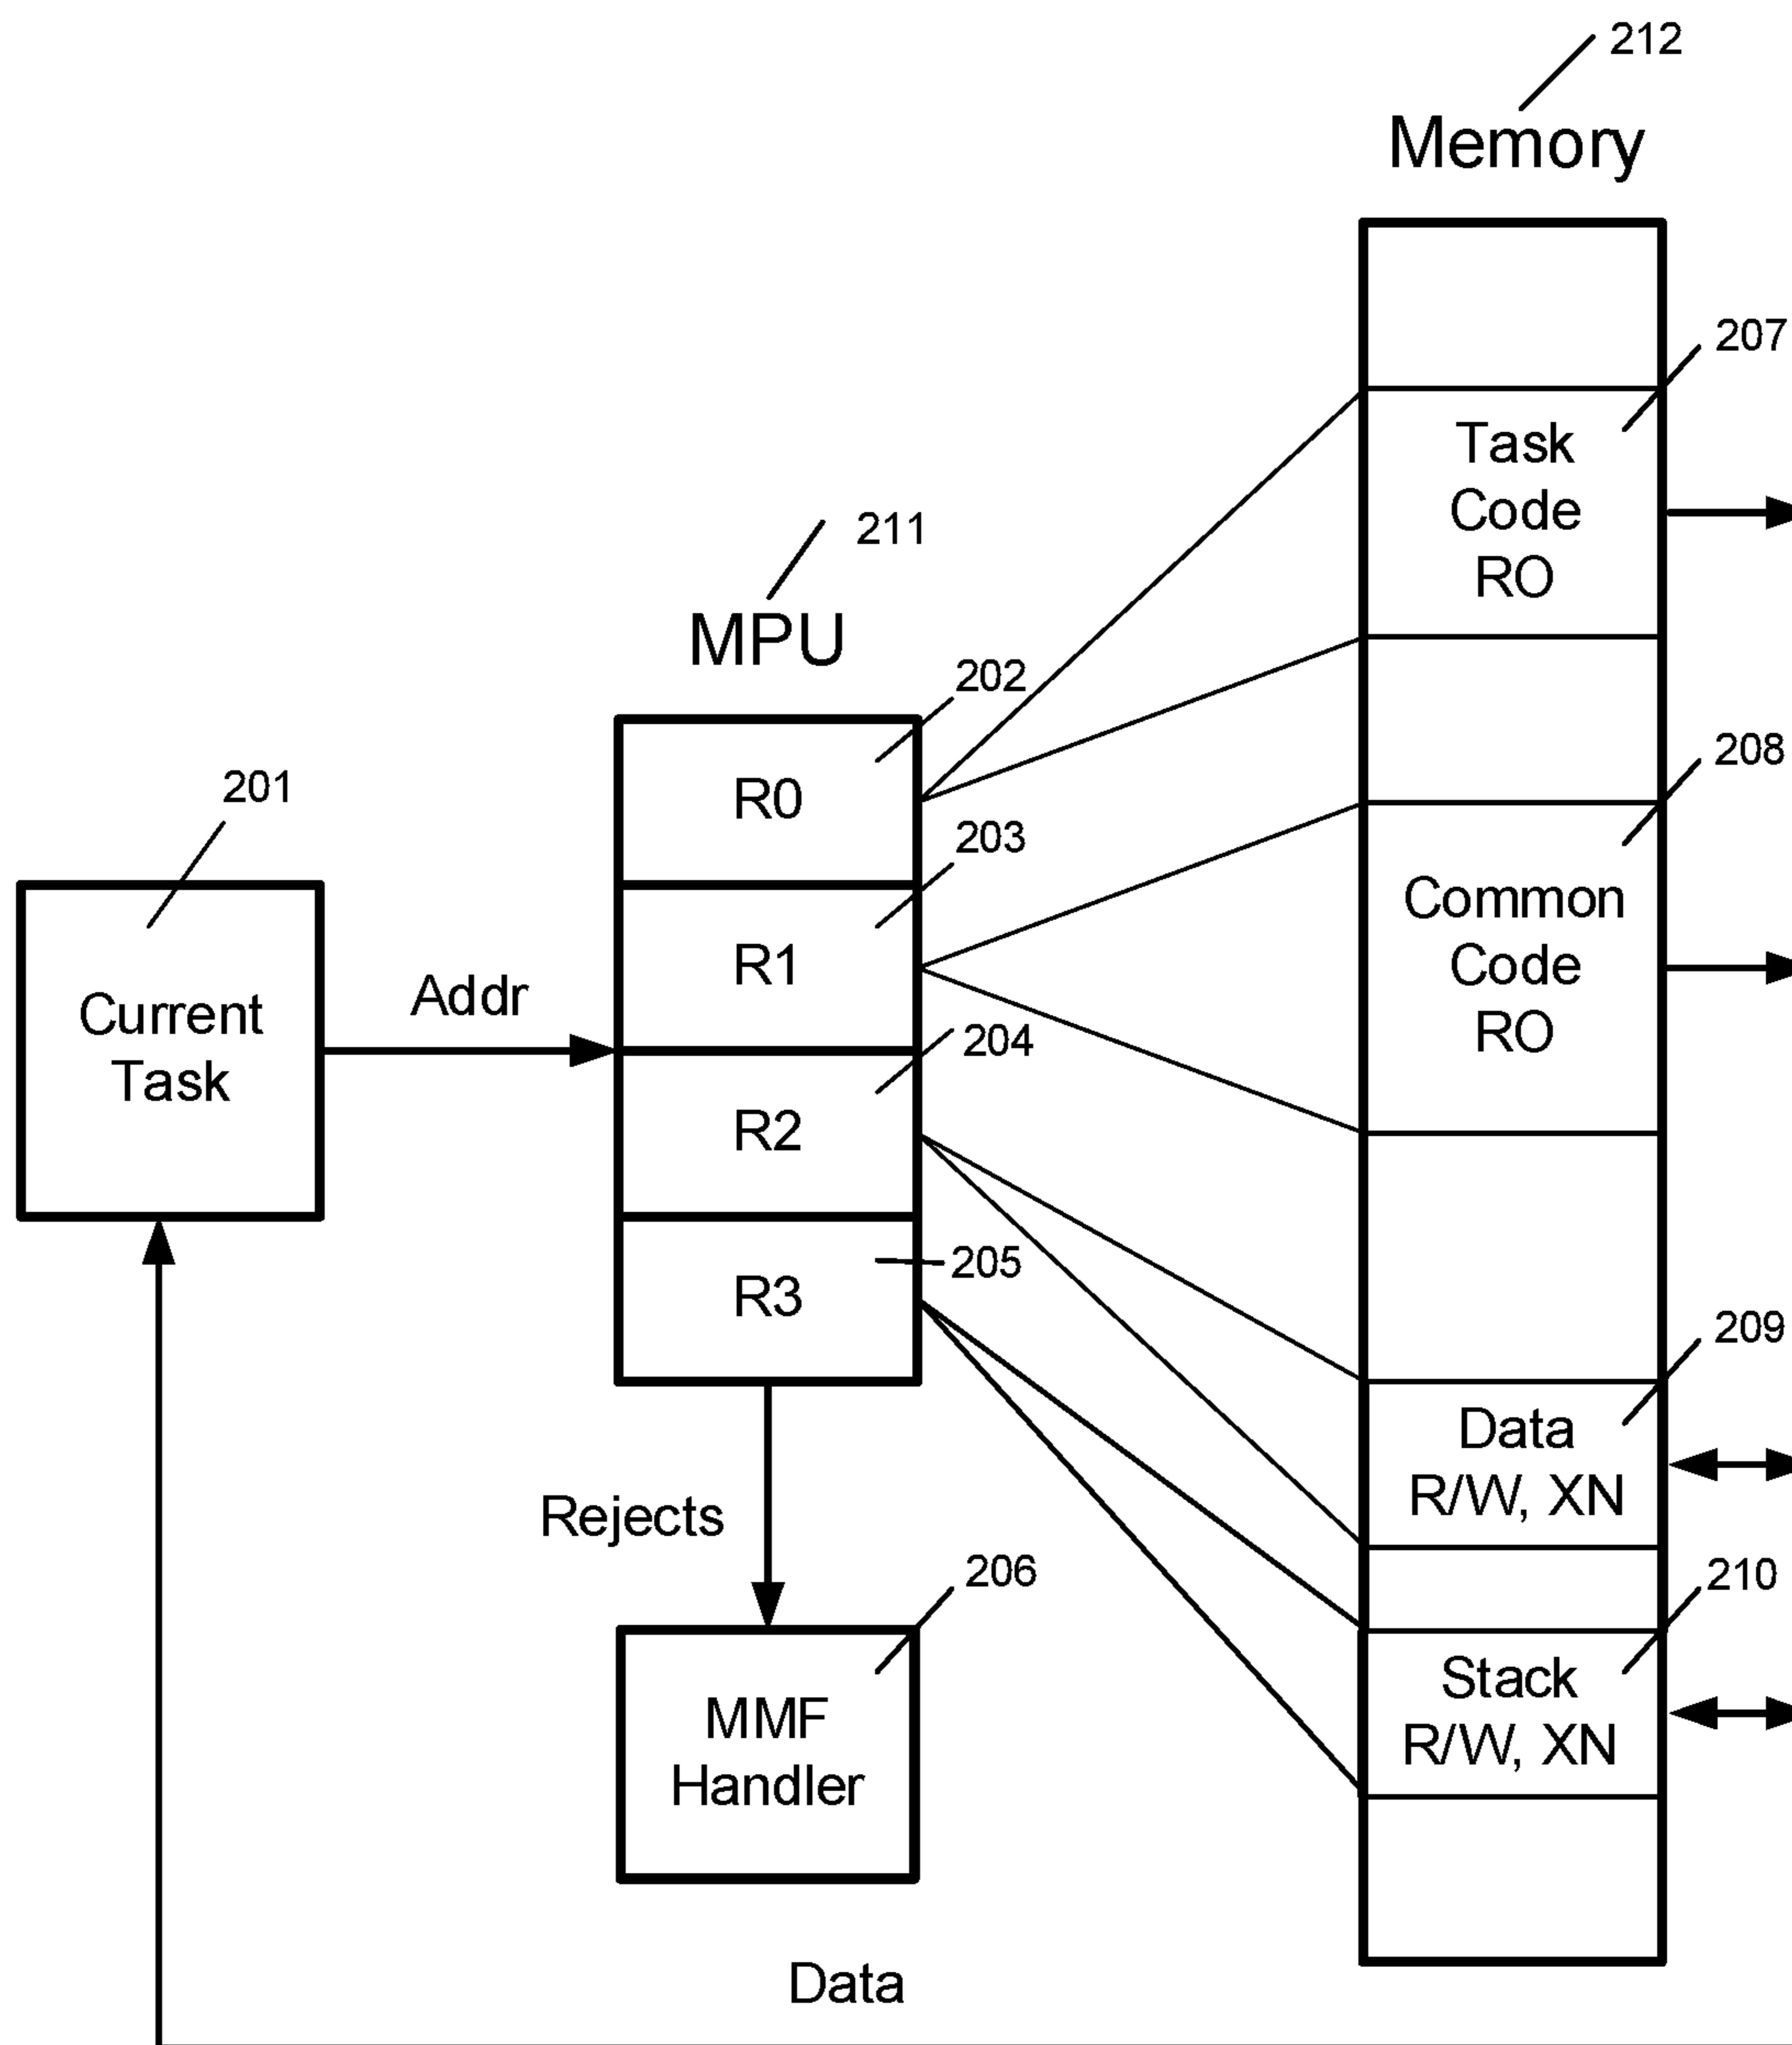 212
Memory
207
Task
Code
RO
211
MPU
202
R0
208
201
203
Common
Code
RO
R1
Current
Task
Addr
204
R2
205
R3
209
Data
R/W, XN
Rejects
206
210
MMF
Handler
Stack
R/W, XN
Data